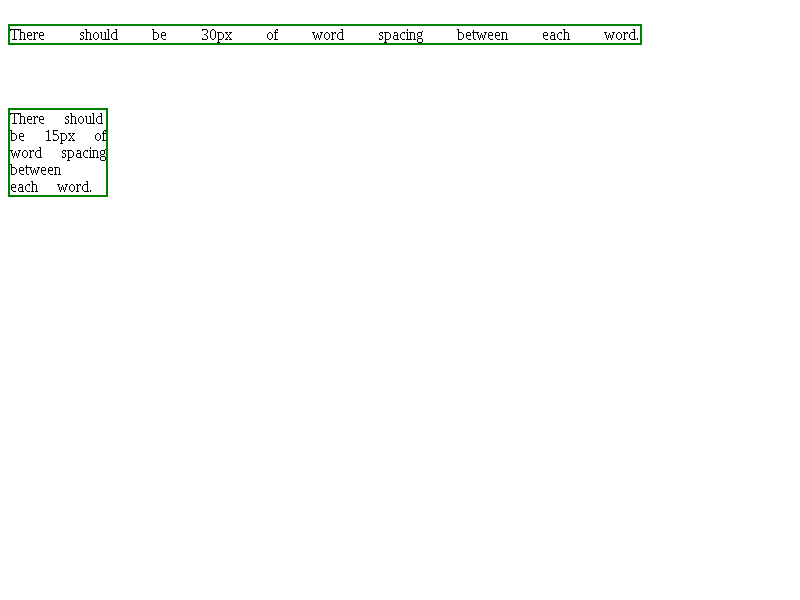 There should be 30px of word spacing between each word.
There should
be 15px of
word spacing
between
each word.